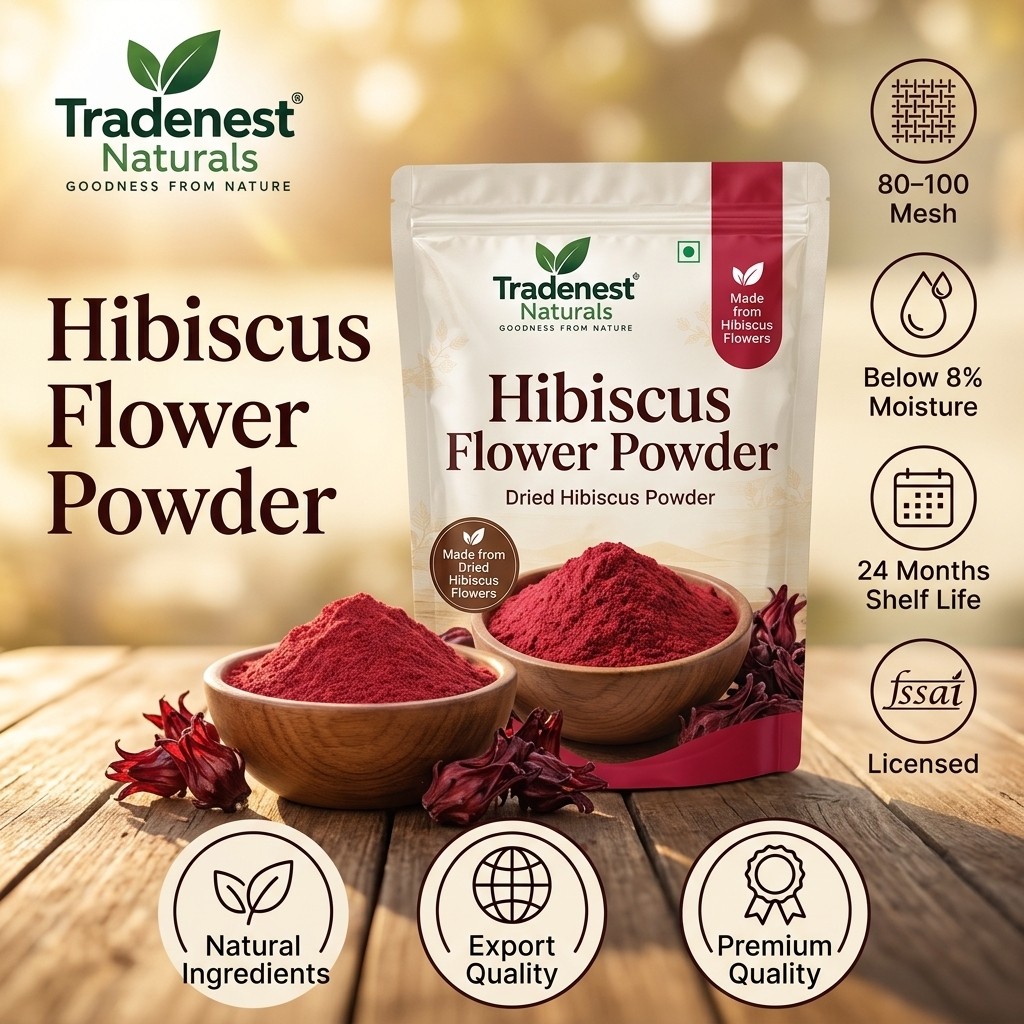 Tradenest®
Naturals
GOODNESS FROM NATURE
Hibiscus
Flower
Powder
Tradenest®
Naturals
GOODNESS FROM NATURE
Made
from
Hibiscus
Flowers
Hibiscus
Flower Powder
Dried Hibiscus Powder
Made from
Dried
Hibiscus
Flowers
80–100
Mesh
Below 8%
Moisture
24 Months
Shelf Life
fssai
Licensed
Natural
Ingredients
Export
Quality
Premium
Quality